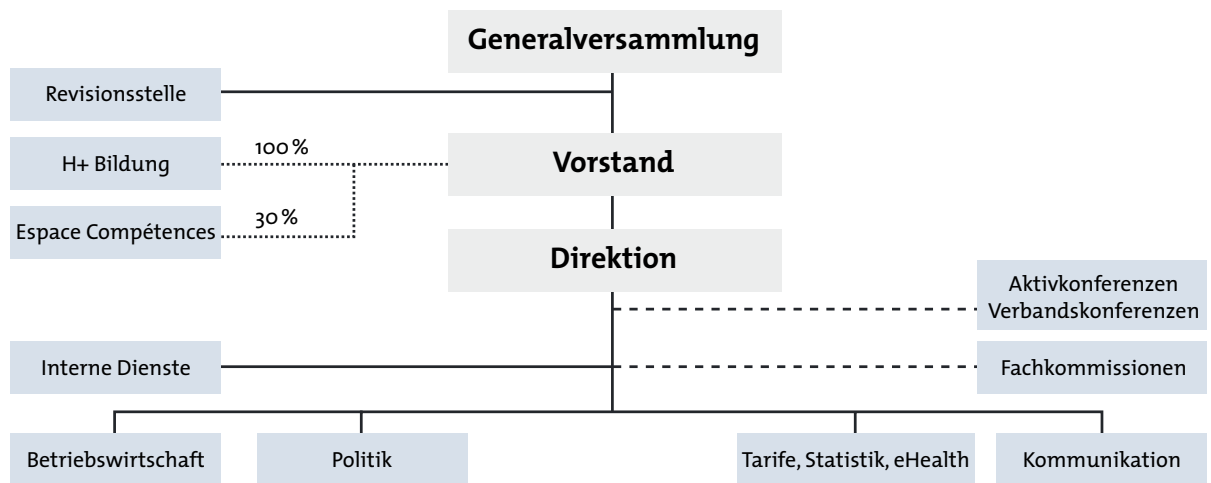 Generalversammlung
Revisionsstelle
100 %
H+ Bildung
Vorstand
30 %
Espace Compétences
Direktion
Aktivkonferenzen
Verbandskonferenzen
Interne Dienste
Fachkommissionen
Betriebswirtschaft
Politik
Tarife, Statistik, eHealth
Kommunikation